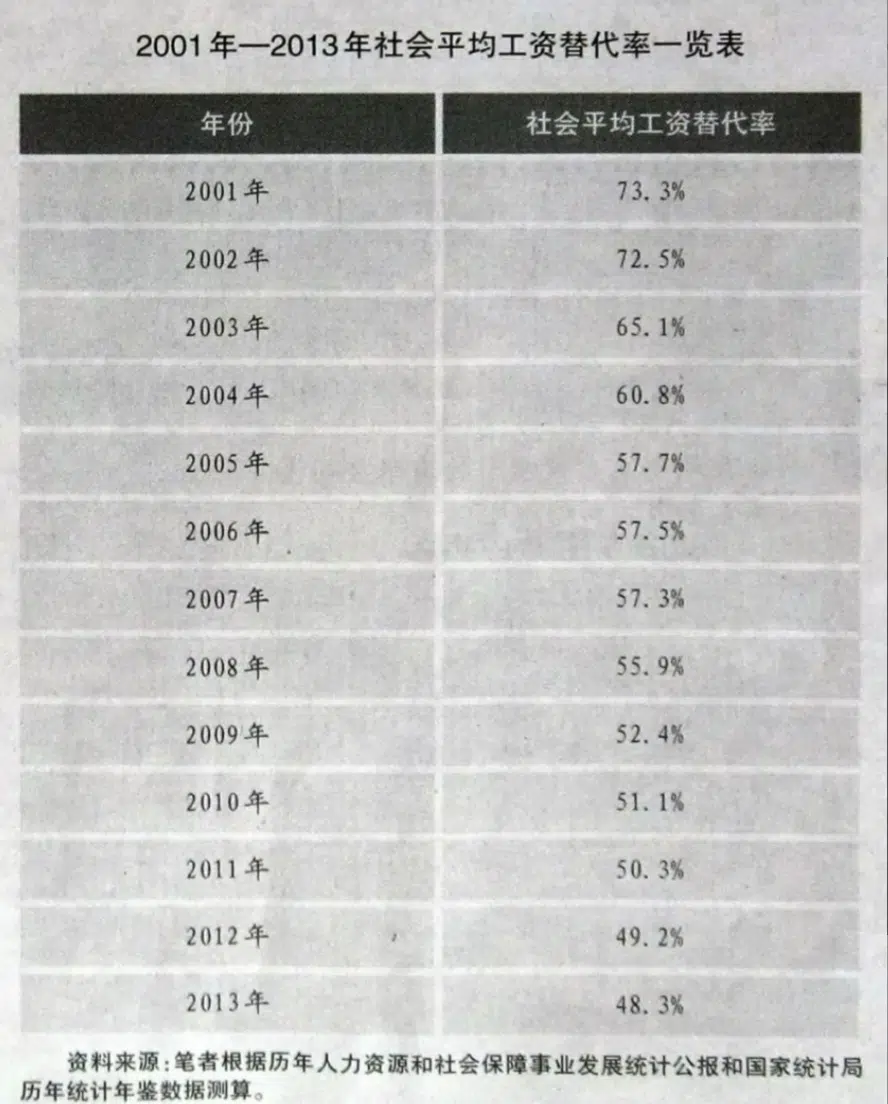 2001年—2013年社会平均工资替代率一览表
年份 社会平均工资替代率
2001年 73.3%
2002年 72.5%
2003年 65.1%
2004年 60.8%
2005年 57.7%
2006年 57.5%
2007年 57.3%
2008年 55.9%
2009年 52.4%
2010年 51.1%
2011年 50.3%
2012年 49.2%
2013年 48.3%
资料来源:笔者根据历年人力资源和社会保障事业发展统计公报和国家统计局
历年统计年鉴数据测算。